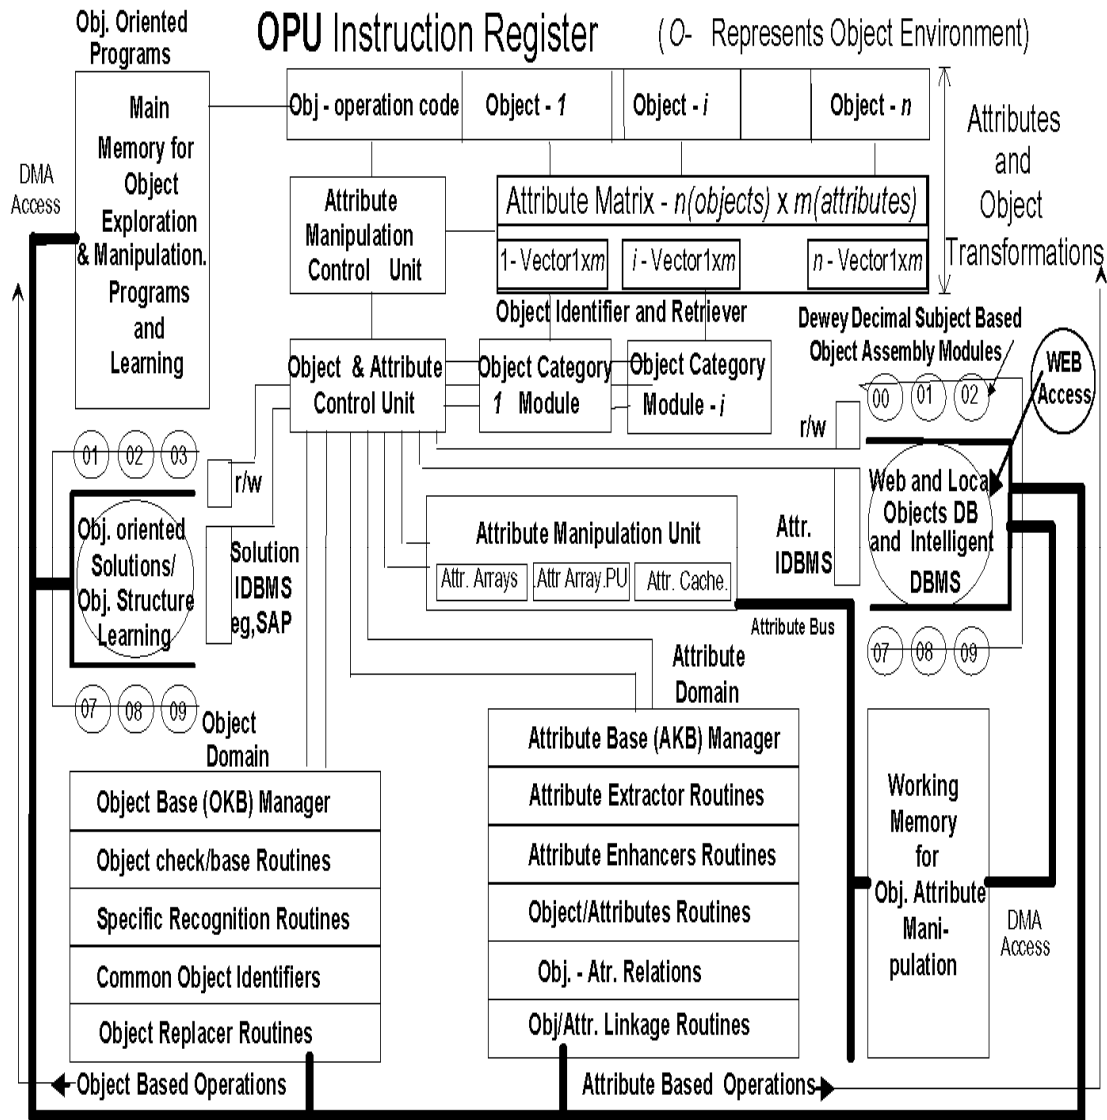 Obj. Oriented
Programs
OPU Instruction Register
( O- Represents Object Environment)
Main
Memory for
Object
Exploration
& Manipulation.
Programs
and
Learning
DMA
Access
Obj - operation code
Object - 1
Object - i
Object - n
Attributes
and
Object
Transformations
Attribute
Manipulation
Control Unit
Attribute Matrix - n(objects) x m(attributes)
1- Vector1xm
i - Vector1xm
n - Vector1xm
Object Identifier and Retriever
Dewey Decimal Subject Based
Object Assembly Modules
WEB
Access
Object & Attribute
Control Unit
Object Category
1 Module
Object Category
Module - i
00
01
02
r/w
01
02
03
r/w
Obj. oriented
Solutions/
Obj. Structure
Learning
Solution
IDBMS
eg,SAP
Attribute Manipulation Unit
Attr. Arrays
Attr Array.PU
Attr. Cache.
Attr.
IDBMS
Web and Local
Objects DB
and Intelligent
DBMS
Attribute Bus
07
08
09
07
08
09
Object
Domain
Attribute
Domain
Object Base (OKB) Manager
Object check/base Routines
Specific Recognition Routines
Common Object Identifiers
Object Replacer Routines
Attribute Base (AKB) Manager
Attribute Extractor Routines
Attribute Enhancers Routines
Object/Attributes Routines
Obj. - Atr. Relations
Obj/Attr. Linkage Routines
Working
Memory
for
Obj. Attribute
Mani-
pulation
DMA
Access
Object Based Operations
Attribute Based Operations